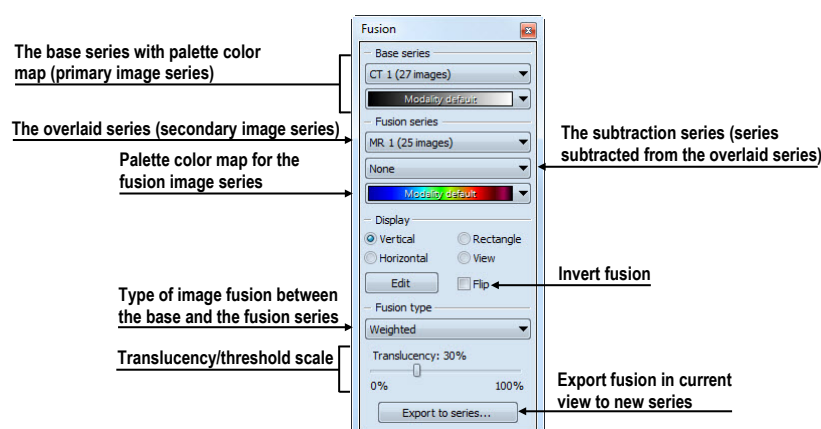 Fusion
Base series
CT 1 (27 images)
Modality default
Fusion series
MR 1 (25 images)
None
Modality default
Display
Vertical
Rectangle
Horizontal
View
Edit
Flip
Fusion type
Weighted
Translucency: 30%
0%
100%
Export to series...
The base series with palette color
map (primary image series)
The overlaid series (secondary image series)
Palette color map for the
fusion image series
Type of image fusion between
the base and the fusion series
Translucency/threshold scale
The subtraction series (series
subtracted from the overlaid series)
Invert fusion
Export fusion in current
view to new series